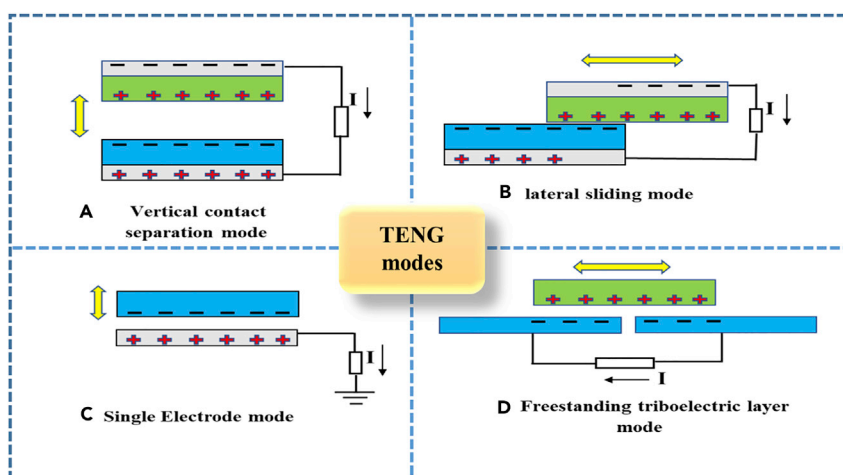 I
A
Vertical contact
separation mode
I
B
lateral sliding mode
TENG
modes
I
C
Single Electrode mode
I
D
Freestanding triboelectric layer
mode